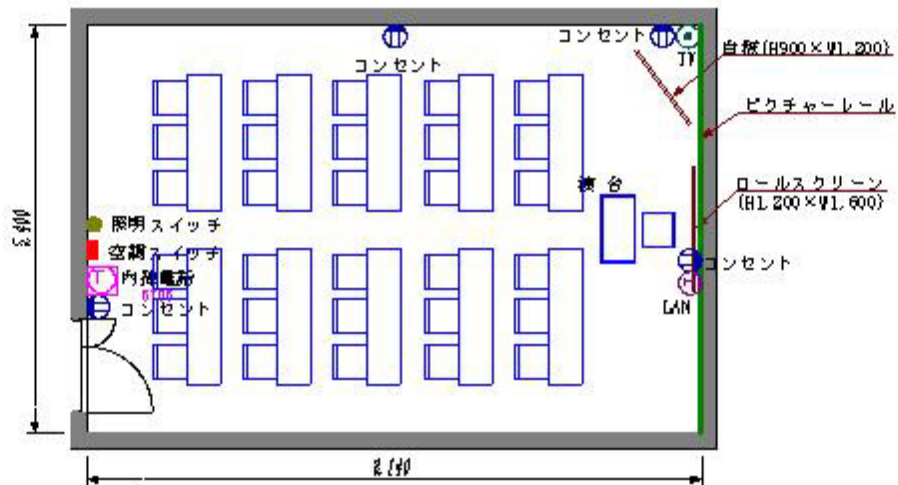 コンセント
コンセント
TV
白板(H900×W1,200)
ピクチャーレール
演台
ロールスクリーン
(H1,200×W1,600)
照明スイッチ
空調スイッチ
T
内線電話
コンセント
コンセント
H
LAN